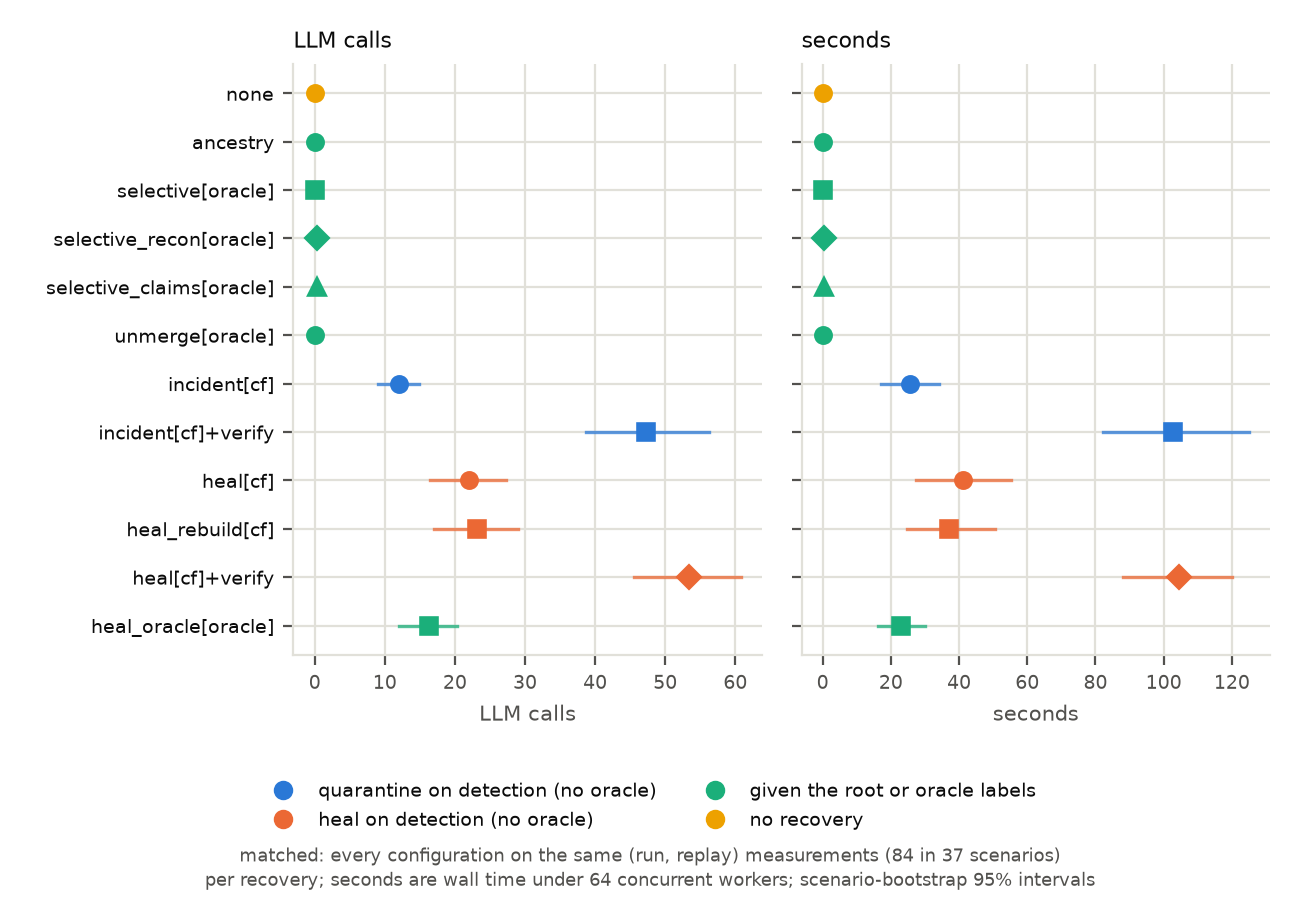 LLM calls
seconds
none
ancestry
selective[oracle]
selective_recon[oracle]
selective_claims[oracle]
unmerge[oracle]
incident[cf]
incident[cf]+verify
heal[cf]
heal_rebuild[cf]
heal[cf]+verify
heal_oracle[oracle]
0 10 20 30 40 50 60
LLM calls
0 20 40 60 80 100 120
seconds
quarantine on detection (no oracle)
heal on detection (no oracle)
given the root or oracle labels
no recovery
matched: every configuration on the same (run, replay) measurements (84 in 37 scenarios)
per recovery; seconds are wall time under 64 concurrent workers; scenario-bootstrap 95% intervals